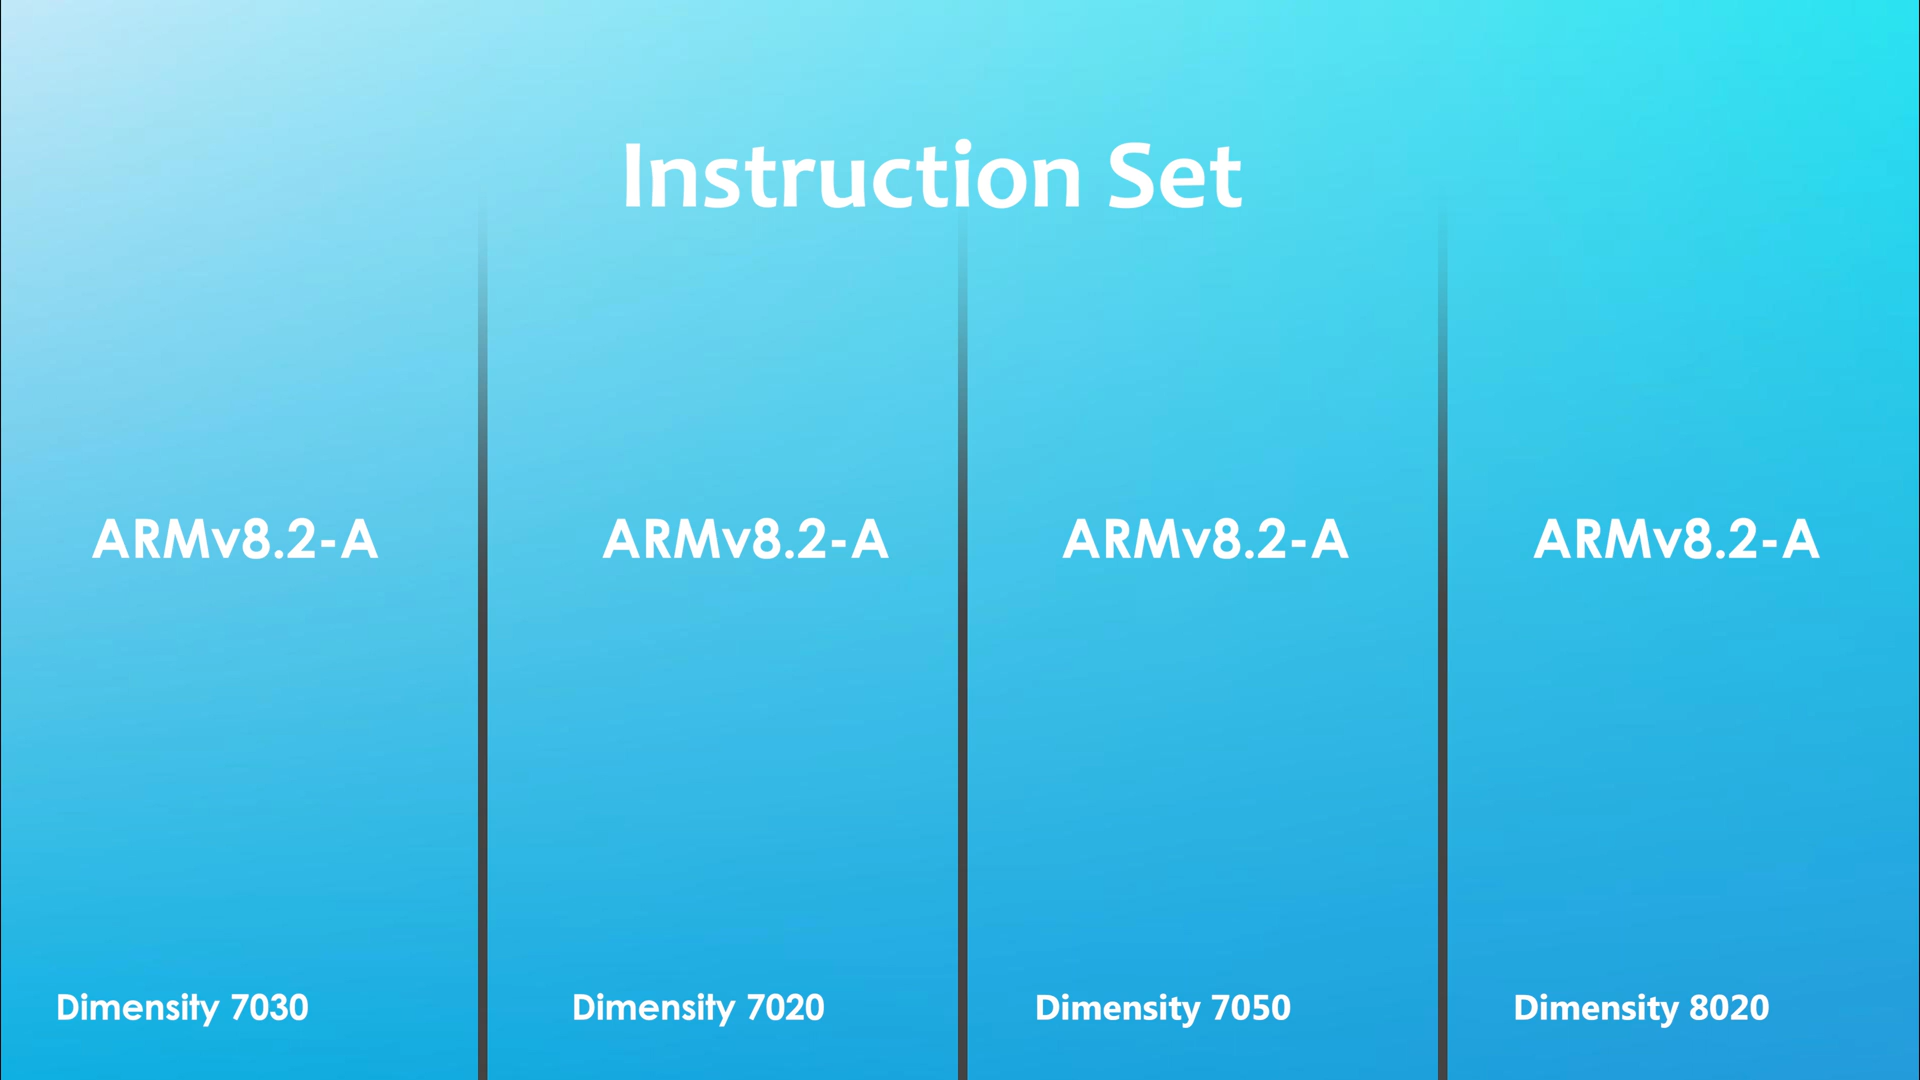 Instruction Set
ARMv8.2-A ARMv8.2-A ARMv8.2-A ARMv8.2-A
Dimensity 7030 Dimensity 7020 Dimensity 7050 Dimensity 8020